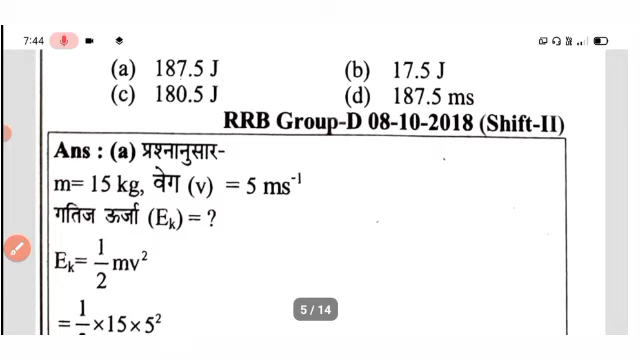 7:44
(a) 187.5 J (b) 17.5 J
(c) 180.5 J (d) 187.5 ms
RRB Group-D 08-10-2018 (Shift-II)
Ans : (a) प्रश्नानुसार-
m= 15 kg, वेग (v) = 5 ms⁻¹
गतिज ऊर्जा (Eₖ) = ?
Eₖ= 1/2 mv²
5 / 14
= 1/ ×15×5²